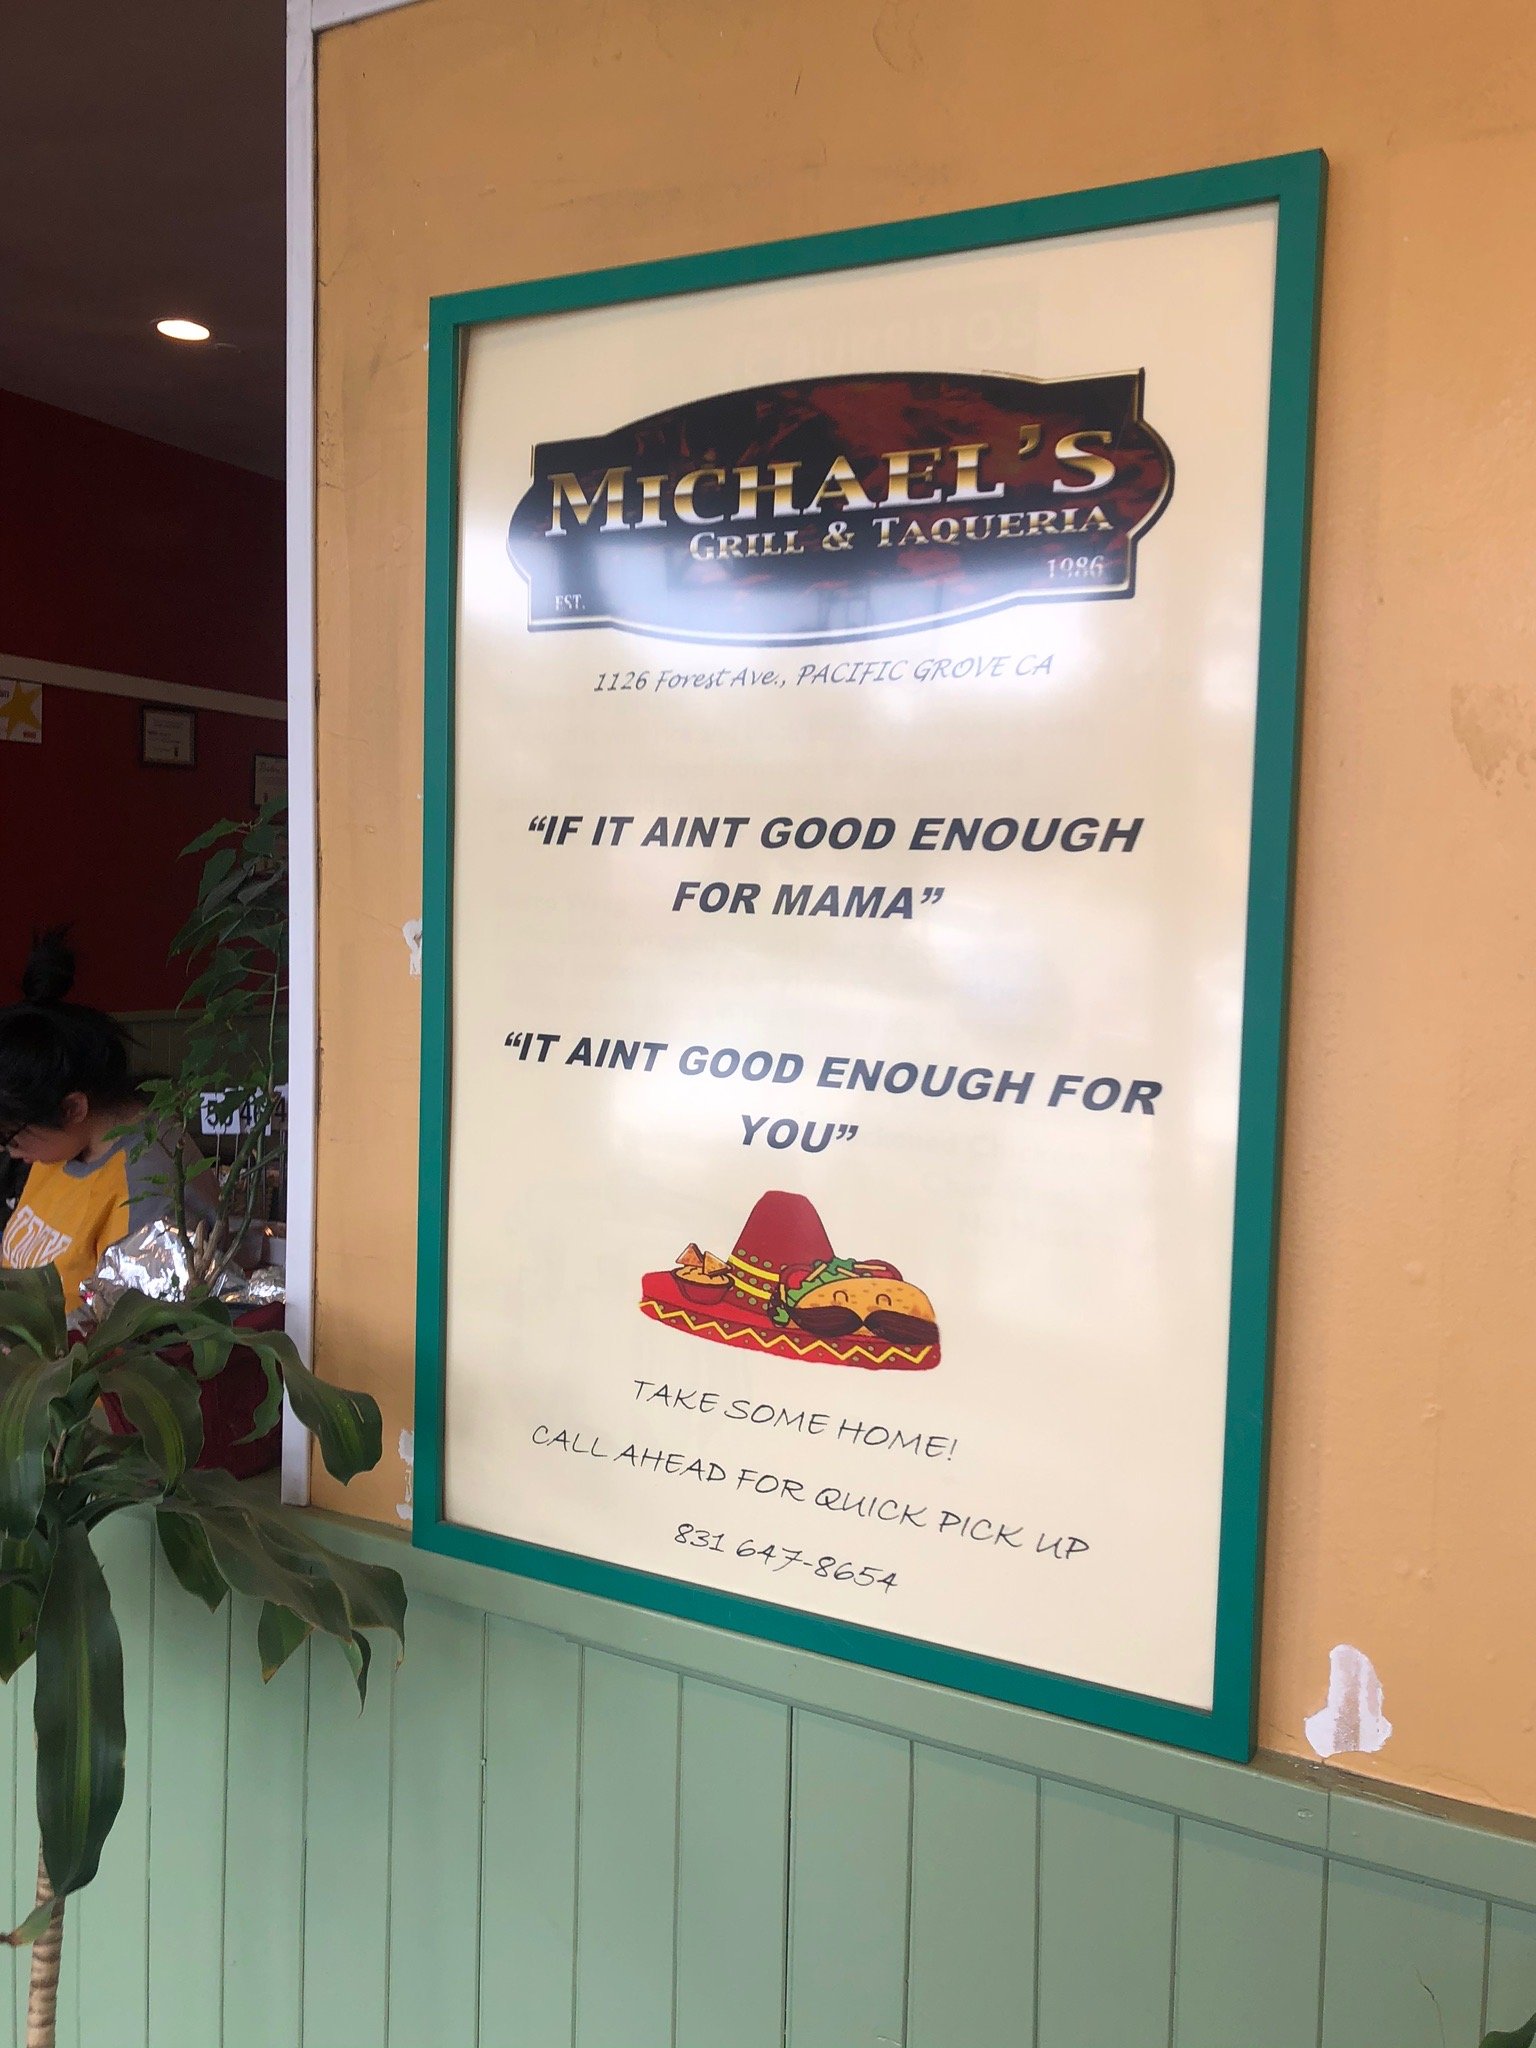 MICHAEL'S
GRILL & TAQUERIA
EST. 1986
1126 Forest Ave., PACIFIC GROVE CA
“IF IT AINT GOOD ENOUGH
FOR MAMA”
“IT AINT GOOD ENOUGH FOR
YOU”
TAKE SOME HOME!
CALL AHEAD FOR QUICK PICK UP
831 647-8654